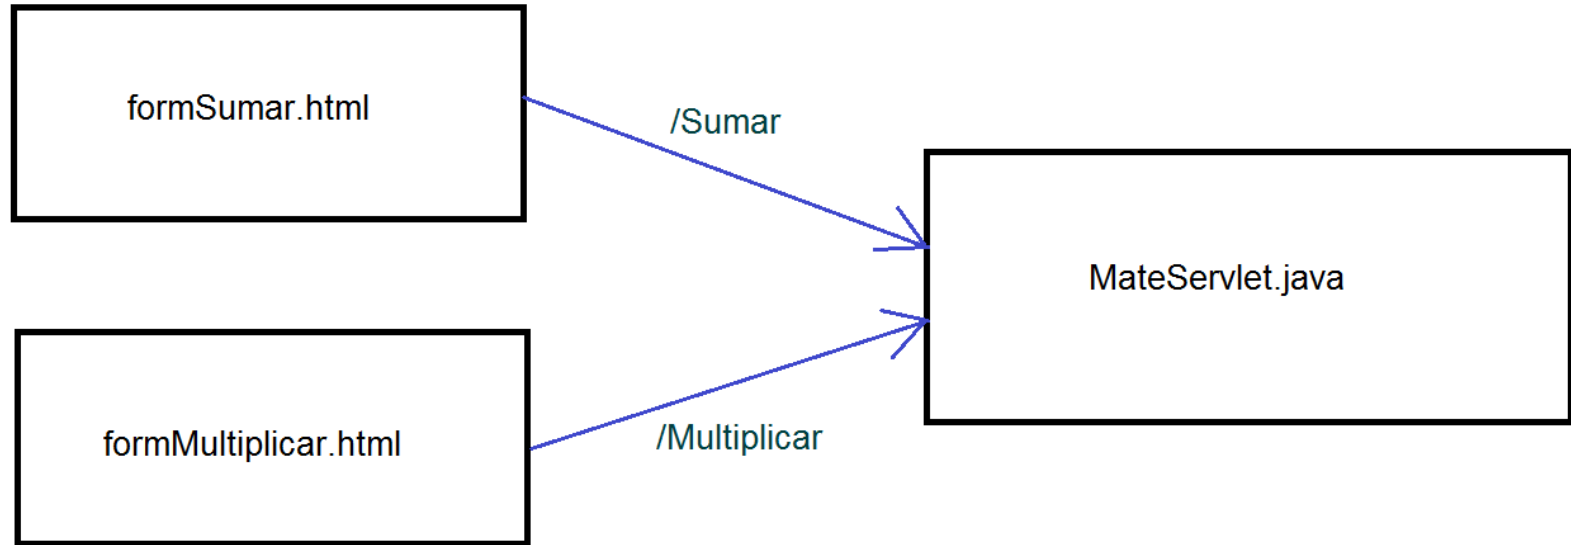 formSumar.html
/Sumar
MateServlet.java
formMultiplicar.html
/Multiplicar